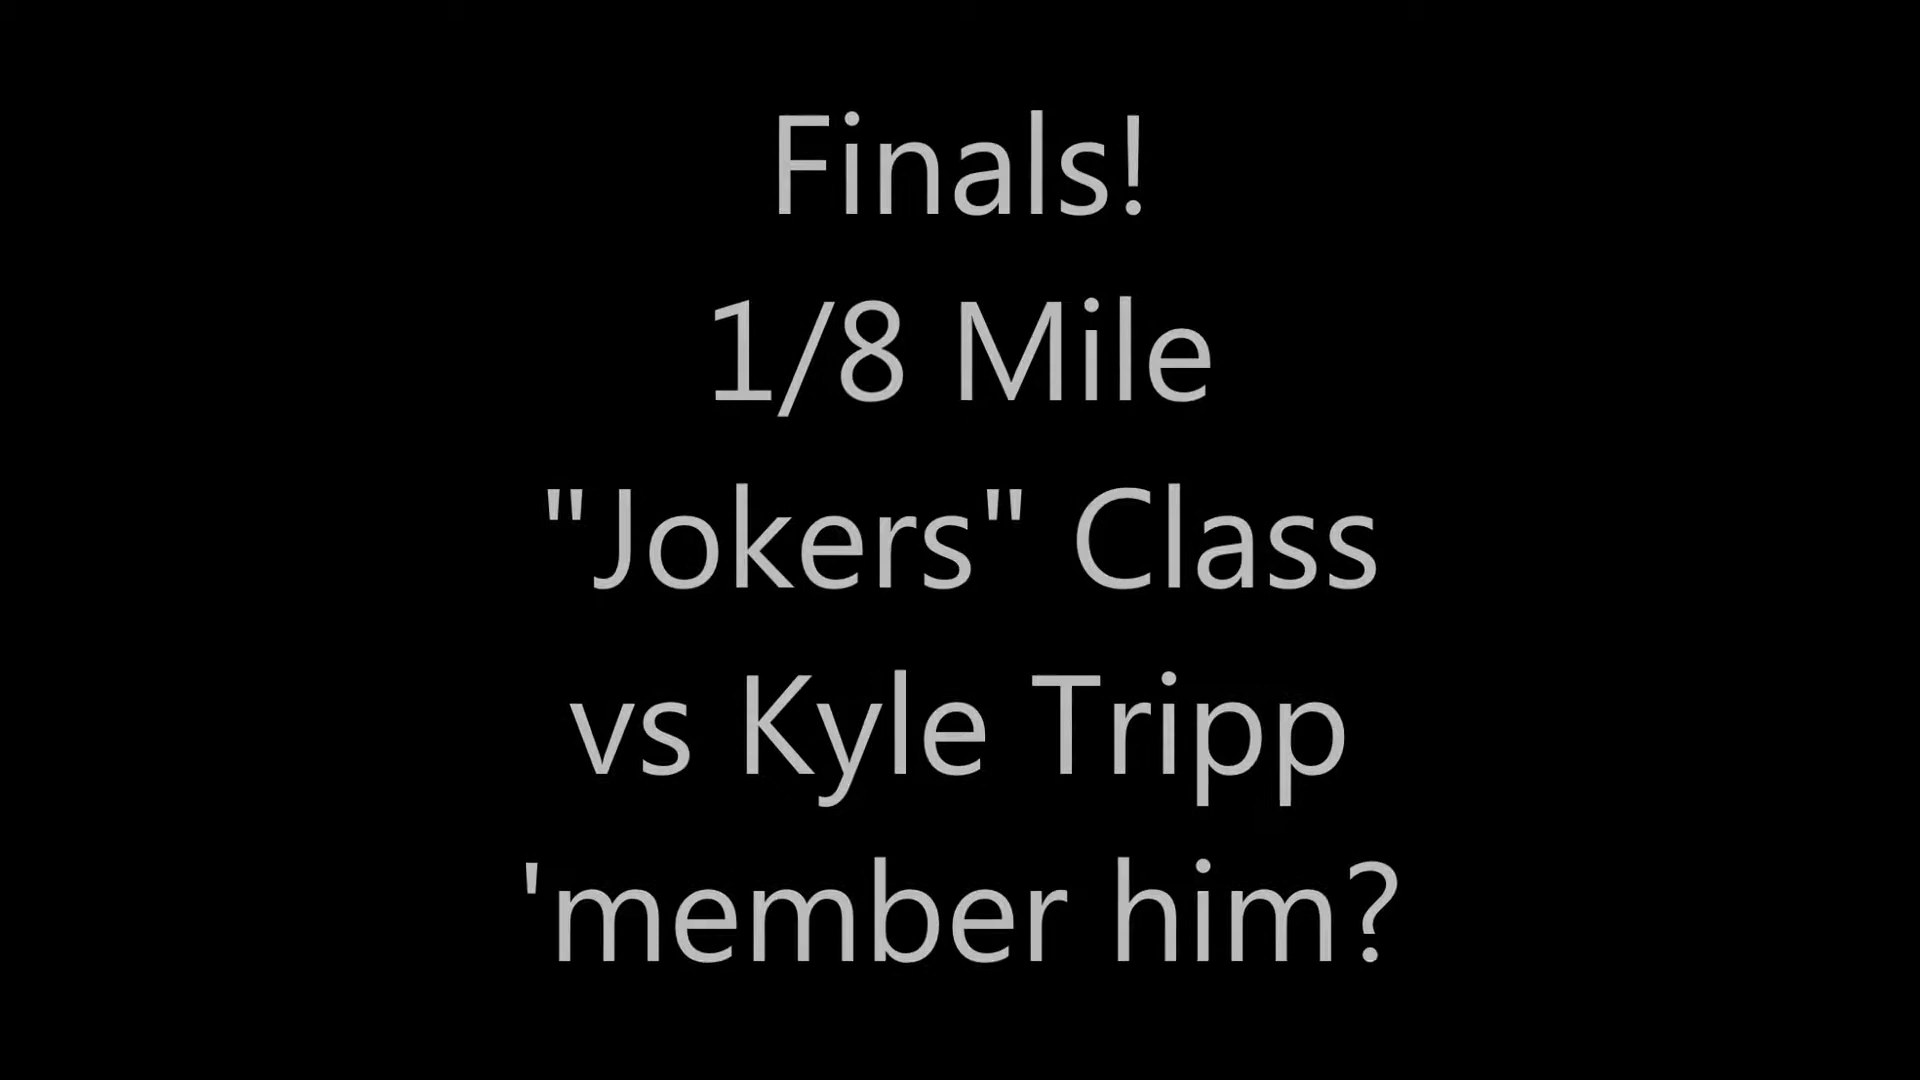 Finals!
1/8 Mile
"Jokers" Class
vs Kyle Tripp
'member him?